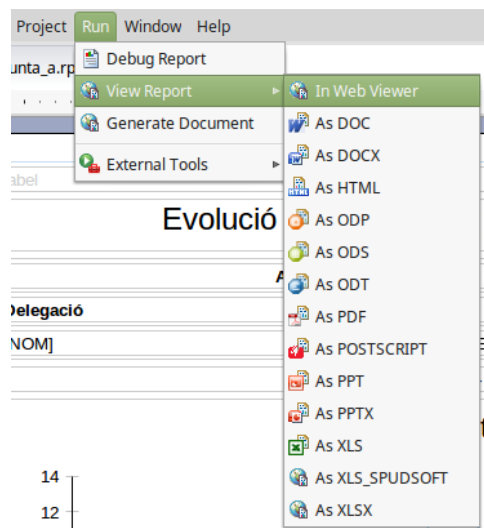 Project Run Window Help
unta_a.rp
Debug Report
View Report
Generate Document
External Tools
In Web Viewer
As DOC
As DOCX
As HTML
As ODP
As ODS
As ODT
As PDF
As POSTSCRIPT
As PPT
As PPTX
As XLS
As XLS_SPUDSOFT
As XLSX
abel
Evolució
A
Delegació
NOM]
14
12